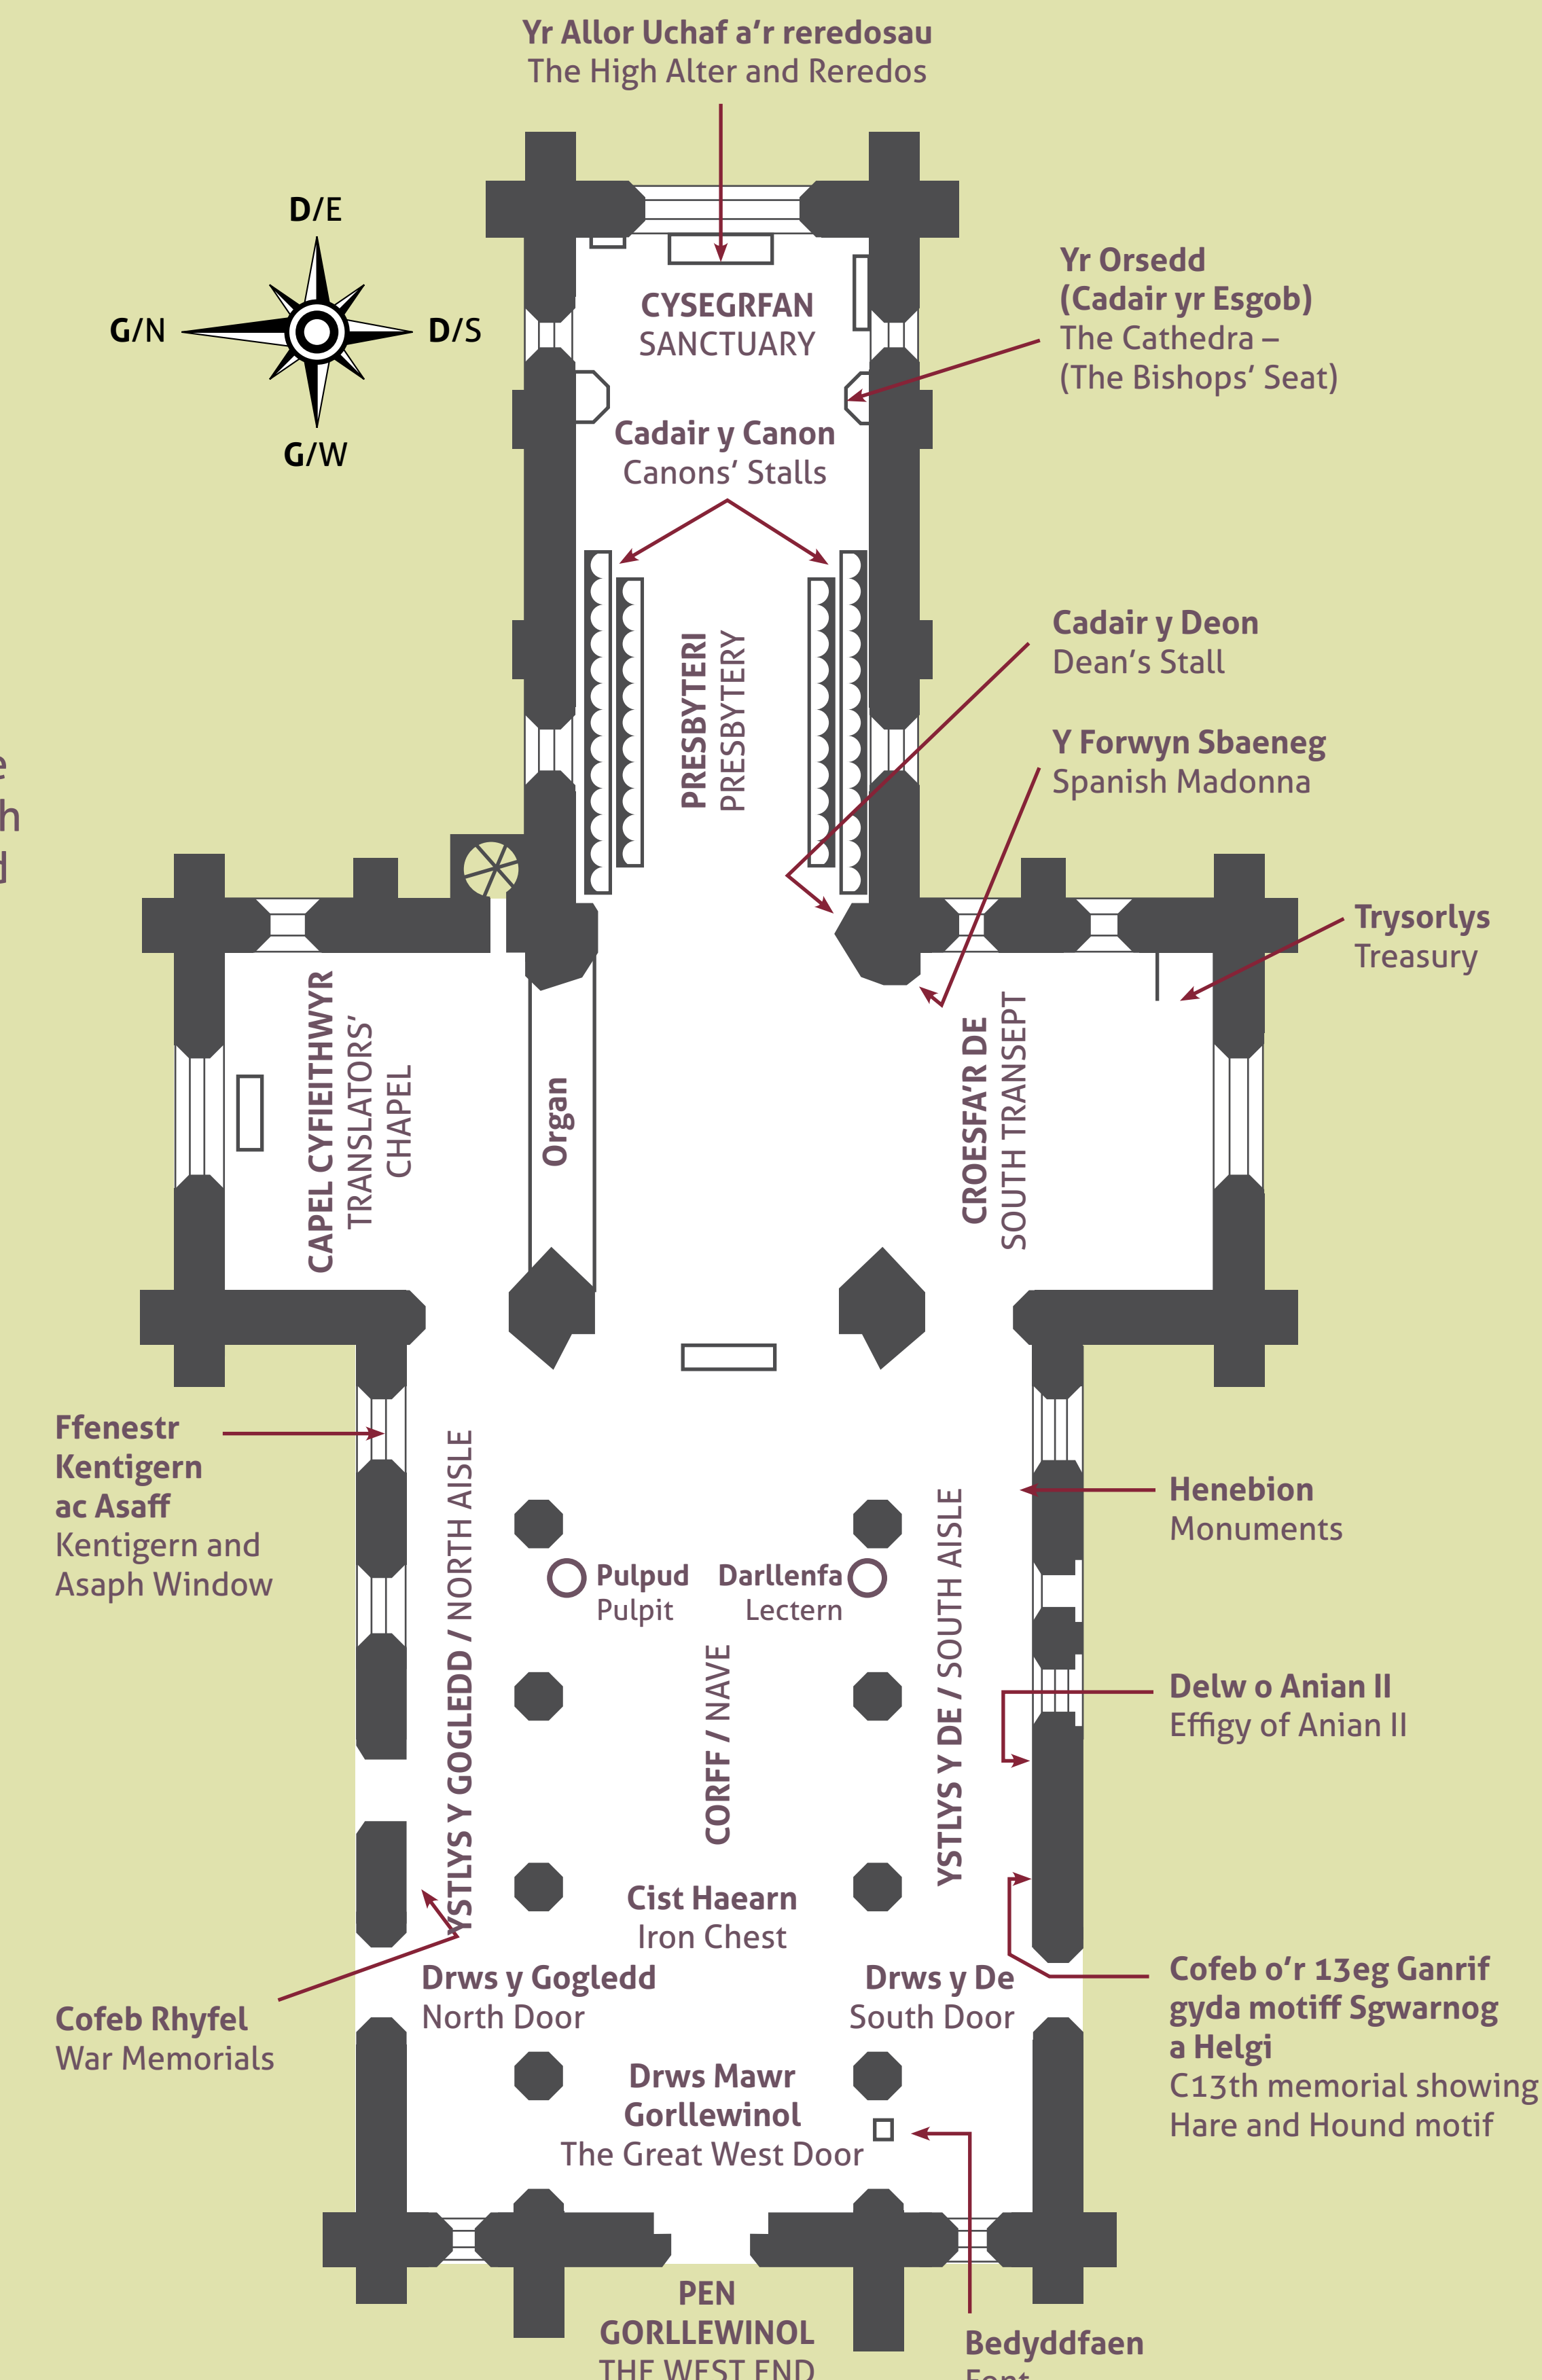 Yr Allor Uchaf a’r reredosau
The High Alter and Reredos
D/E
G/N
D/S
G/W
CYSEGRFAN
SANCTUARY
Yr Orsedd
(Cadair yr Esgob)
The Cathedra –
(The Bishops’ Seat)
Cadair y Canon
Canons’ Stalls
PRESBYTERI
PRESBYTERY
Cadair y Deon
Dean’s Stall
Y Forwyn Sbaeneg
Spanish Madonna
Trysorlys
Treasury
CAPEL CYFIEITHWYR
TRANSLATORS’
CHAPEL
Organ
CROESFA’R DE
SOUTH TRANSEPT
Ffenestr
Kentigern
ac Asaff
Kentigern and
Asaph Window
YSTLYS Y GOGLEDD / NORTH AISLE
Pulpud
Pulpit
Darllenfa
Lectern
CORFF / NAVE
YSTLYS Y DE / SOUTH AISLE
Henebion
Monuments
Delw o Anian II
Effigy of Anian II
Cist Haearn
Iron Chest
Drws y Gogledd
North Door
Drws y De
South Door
Cofeb Rhyfel
War Memorials
Cofeb o’r 13eg Ganrif
gyda motiff Sgwarnog
a Helgi
C13th memorial showing
Hare and Hound motif
Drws Mawr
Gorllewinol
The Great West Door
PEN
GORLLEWINOL
THE WEST END
Bedyddfaen
Font